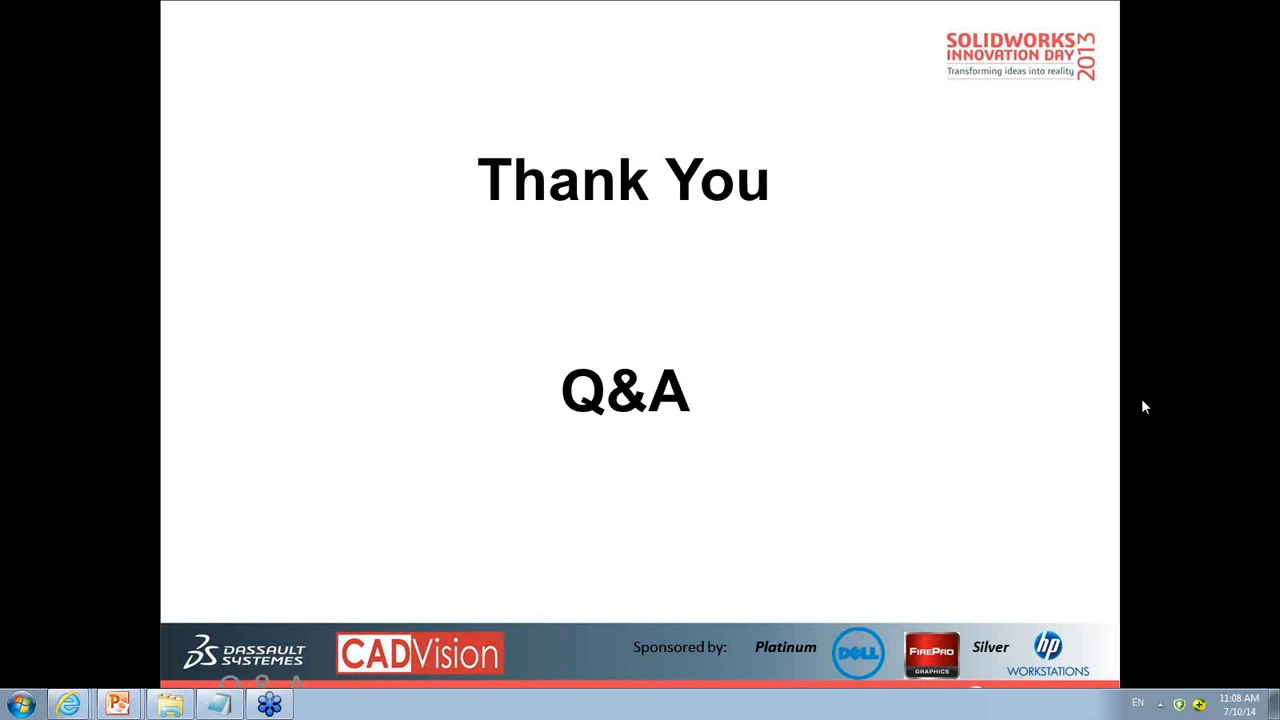 SOLIDWORKS
INNOVATION DAY
Transforming ideas into reality
2013
Thank You
Q&A
DASSAULT
SYSTEMES
CADVision
Sponsored by:
Platinum
DELL
FIREPRO
GRAPHICS
Silver
hp
WORKSTATIONS
Q & A
EN
11:08 AM
7/10/14